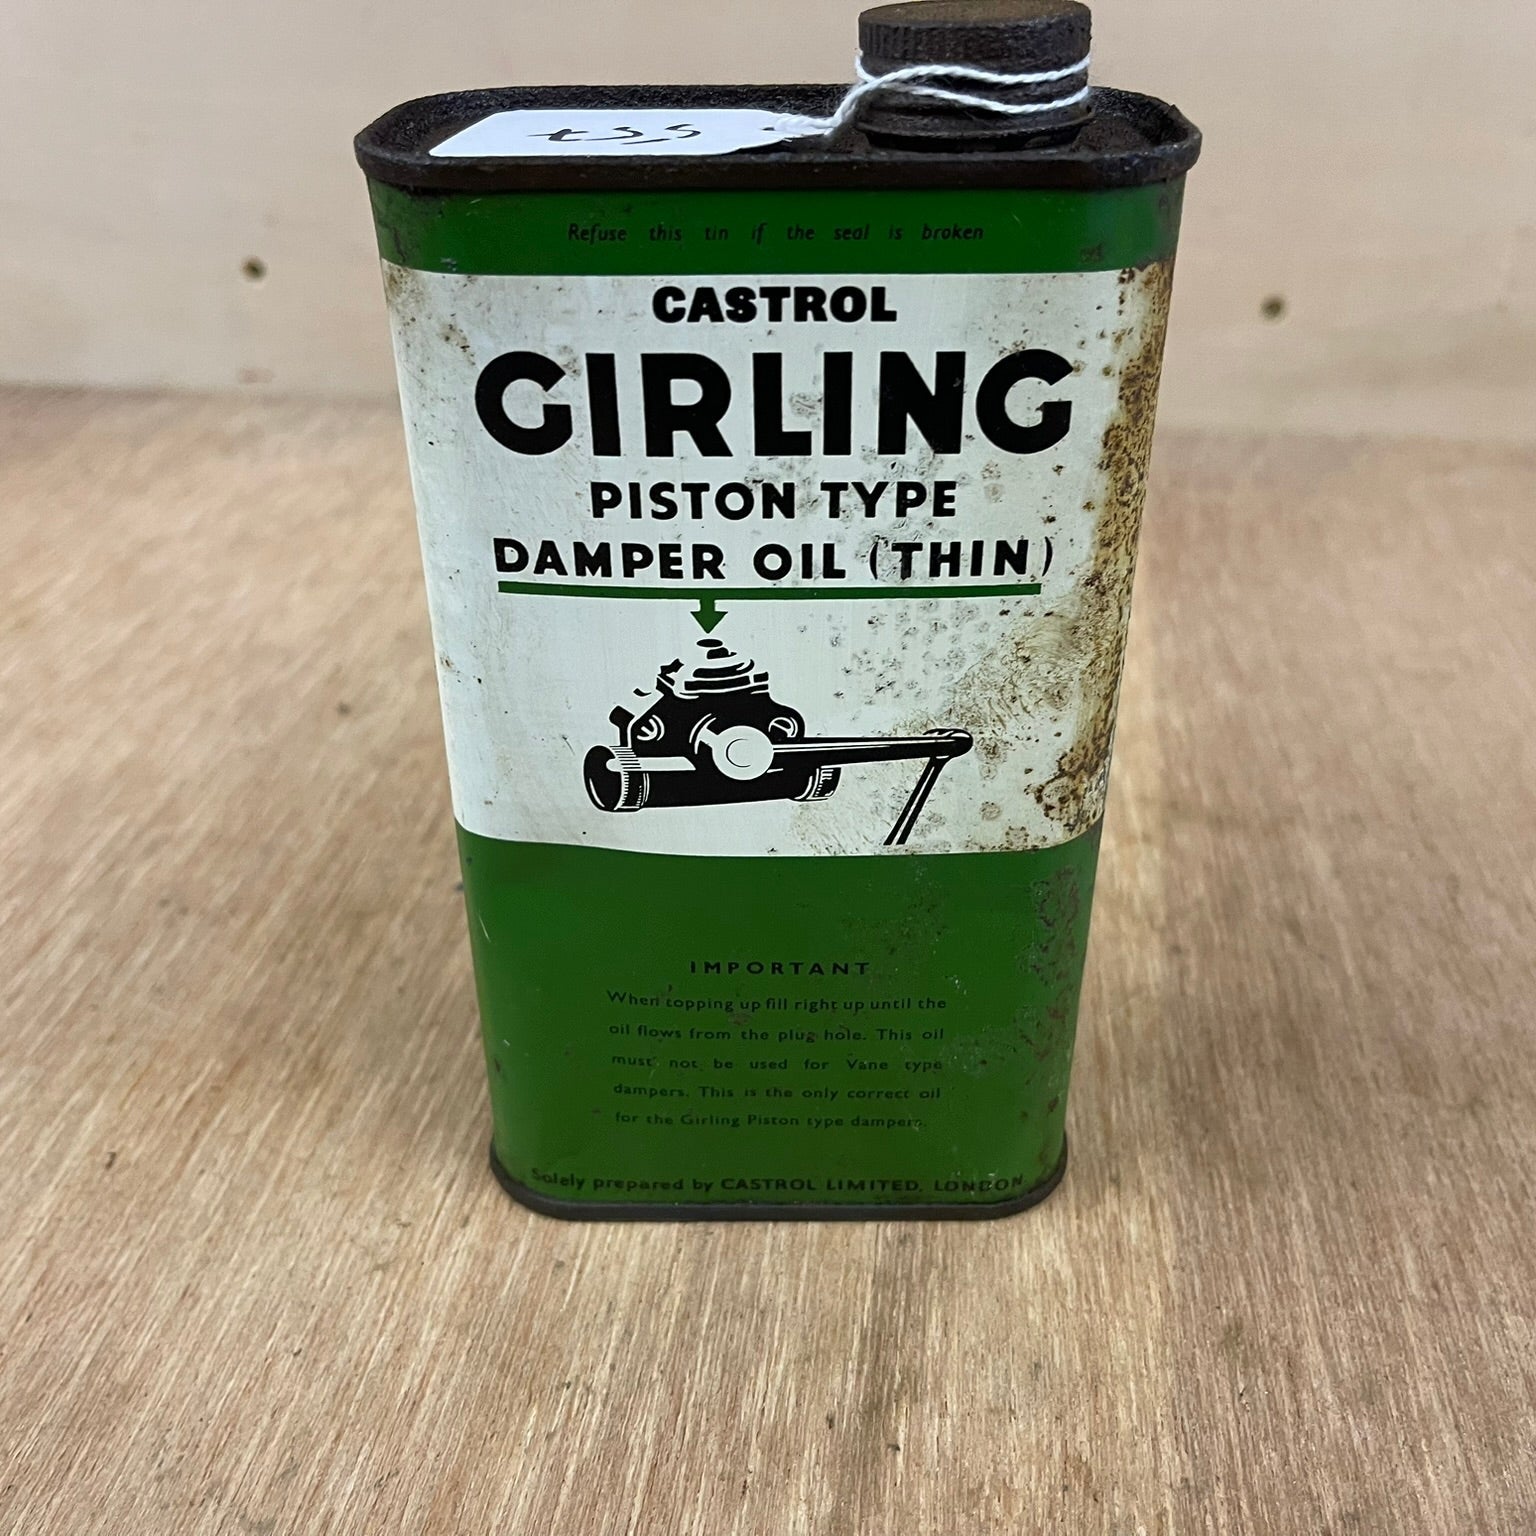 Refuse this tin if the seal is broken
CASTROL
GIRLING
PISTON TYPE
DAMPER OIL (THIN)
IMPORTANT
When topping up fill right up until the
oil flows from the plug hole. This oil
must not be used for Vane type
dampers. This is the only correct oil
for the Girling Piston type dampers.
Solely prepared by CASTROL LIMITED, LONDON